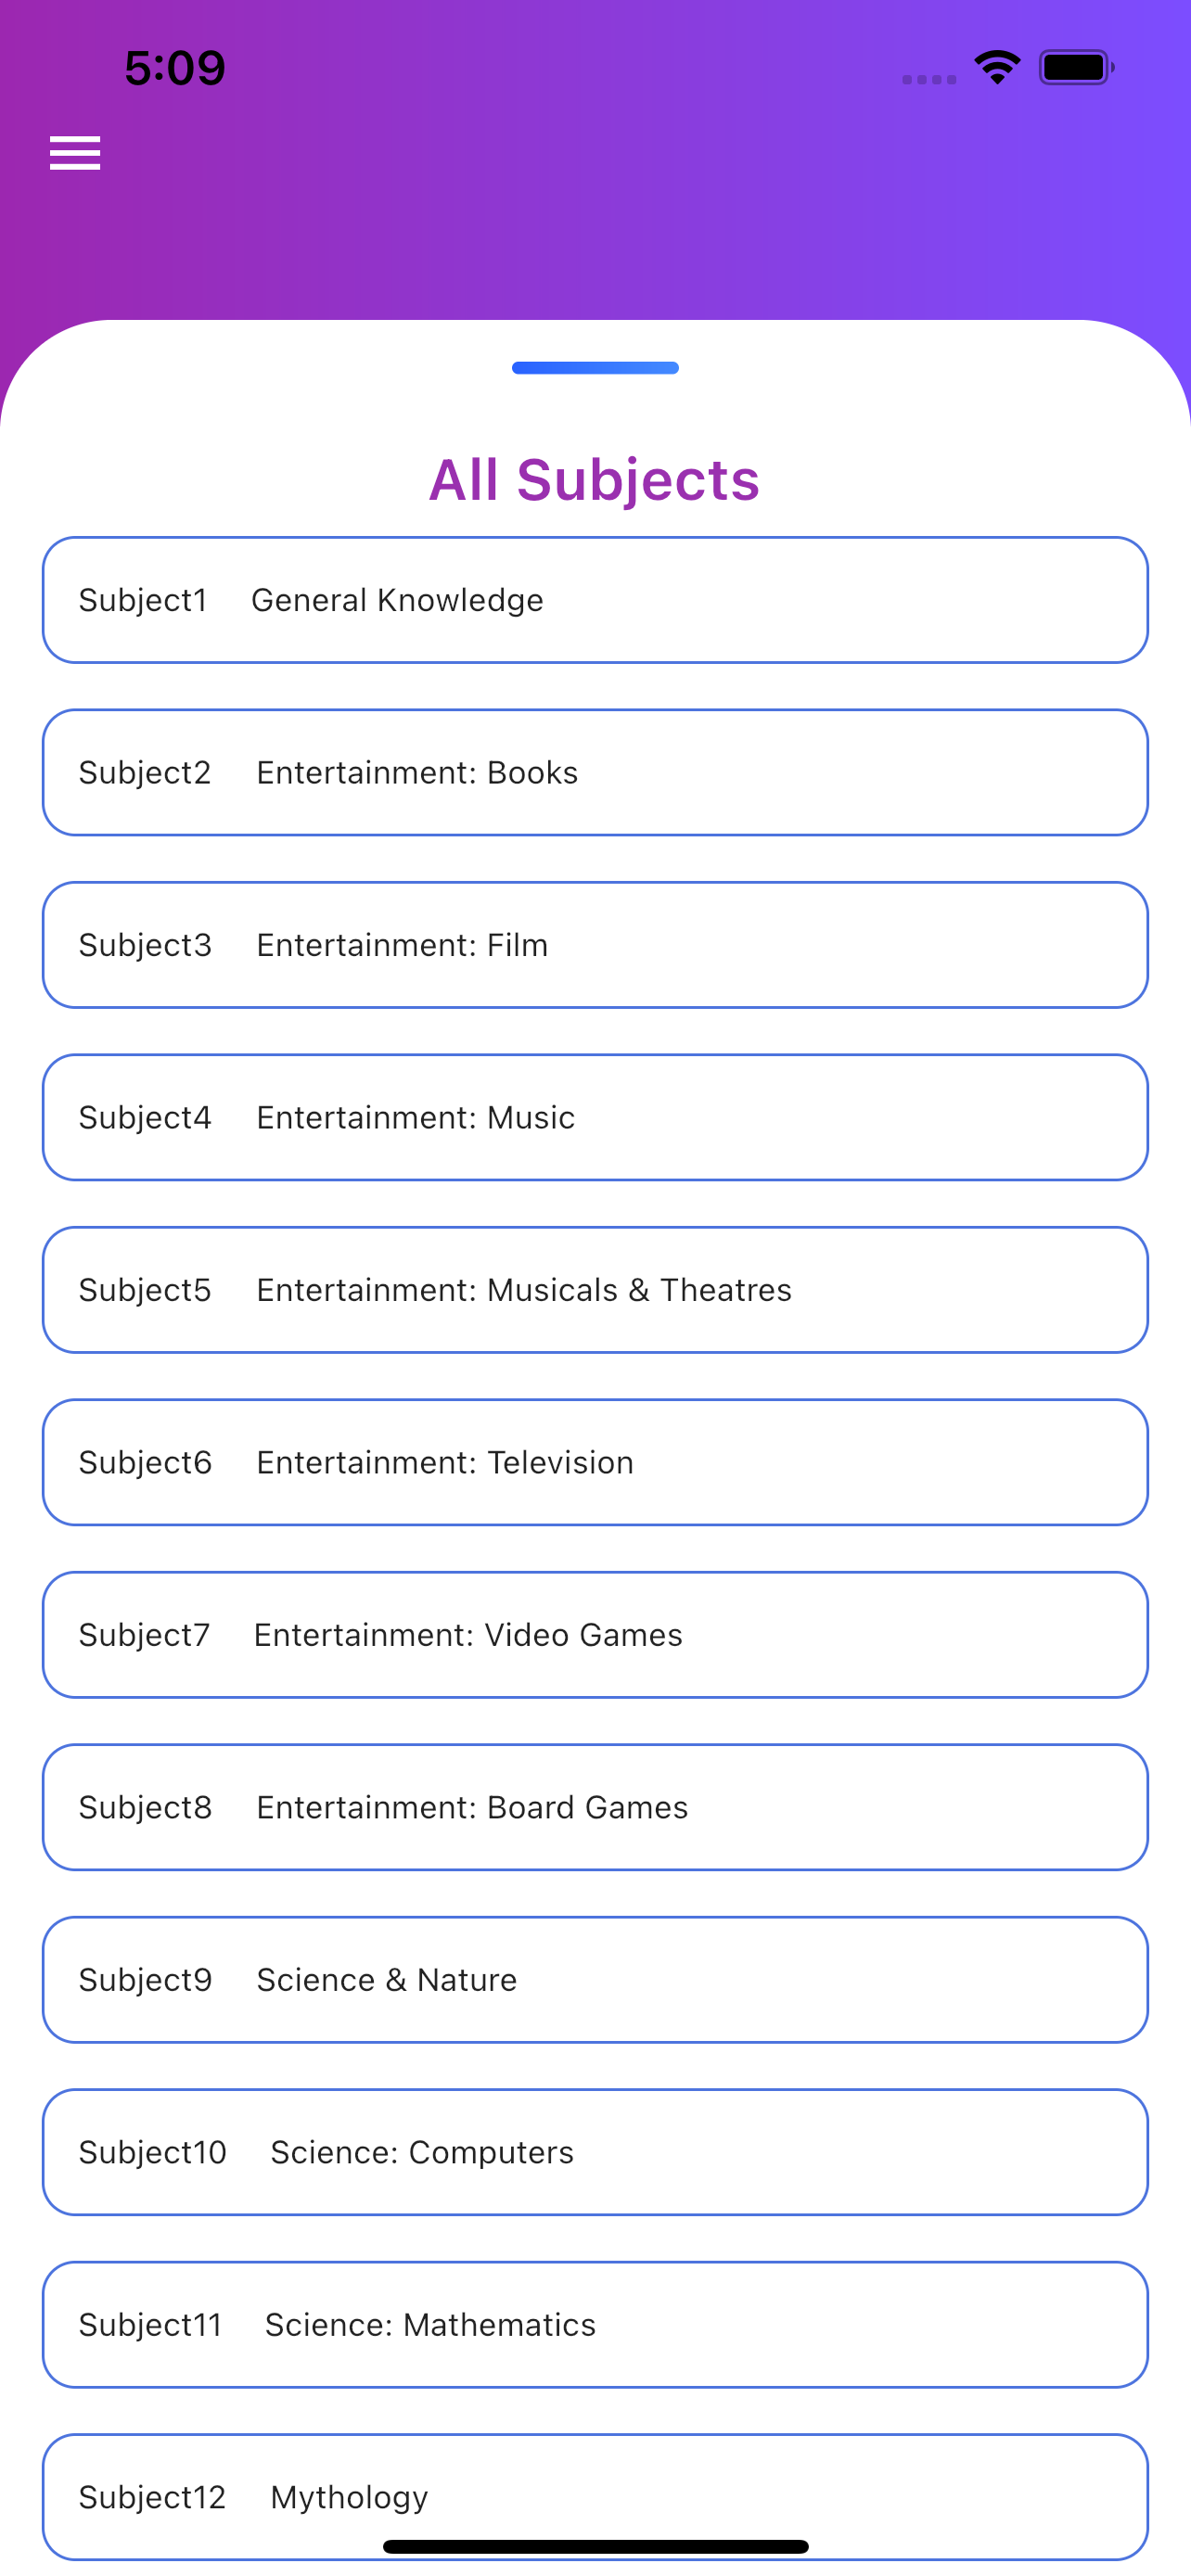 5:09
All Subjects
Subject1 General Knowledge
Subject2 Entertainment: Books
Subject3 Entertainment: Film
Subject4 Entertainment: Music
Subject5 Entertainment: Musicals & Theatres
Subject6 Entertainment: Television
Subject7 Entertainment: Video Games
Subject8 Entertainment: Board Games
Subject9 Science & Nature
Subject10 Science: Computers
Subject11 Science: Mathematics
Subject12 Mythology